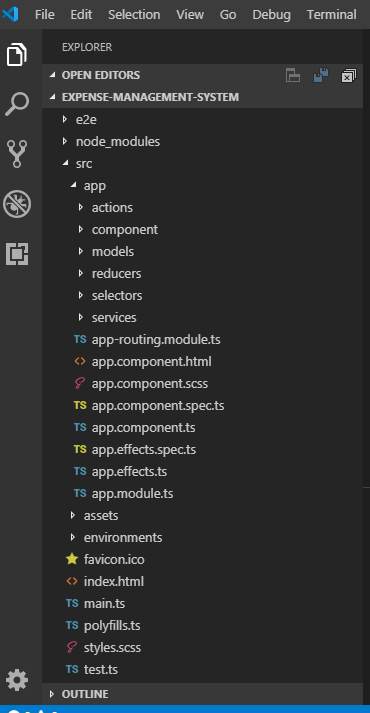 File Edit Selection View Go Debug Terminal
EXPLORER
OPEN EDITORS
EXPENSE-MANAGEMENT-SYSTEM
e2e
node_modules
src
app
actions
component
models
reducers
selectors
services
TS app-routing.module.ts
<> app.component.html
app.component.scss
TS app.component.spec.ts
TS app.component.ts
TS app.effects.spec.ts
TS app.effects.ts
TS app.module.ts
assets
environments
favicon.ico
<> index.html
TS main.ts
TS polyfills.ts
styles.scss
TS test.ts
OUTLINE